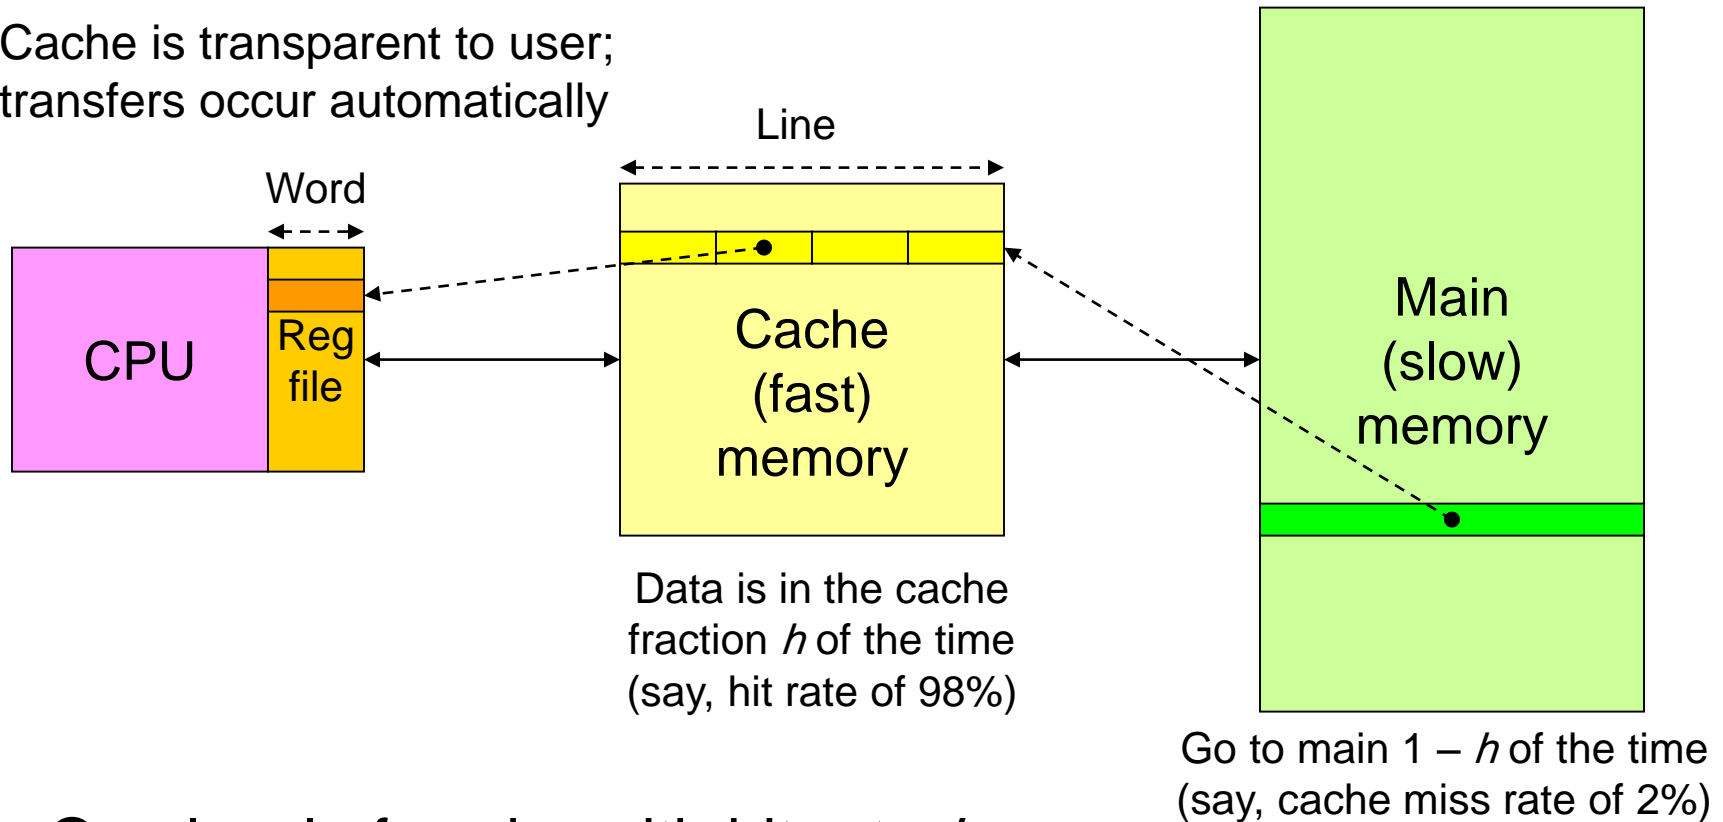 Cache is transparent to user;
transfers occur automatically
Line
Word
CPU
Reg
file
Cache
(fast)
memory
Main
(slow)
memory
Data is in the cache
fraction h of the time
(say, hit rate of 98%)
Go to main 1 – h of the time
(say, cache miss rate of 2%)